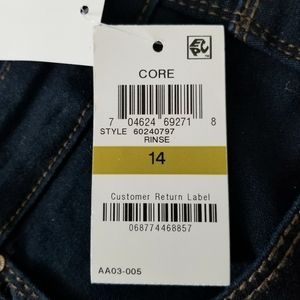 CORE
7 04624 69271 8
STYLE 60240797
RINSE
14
Customer Return Label
068774468857
AA03-005